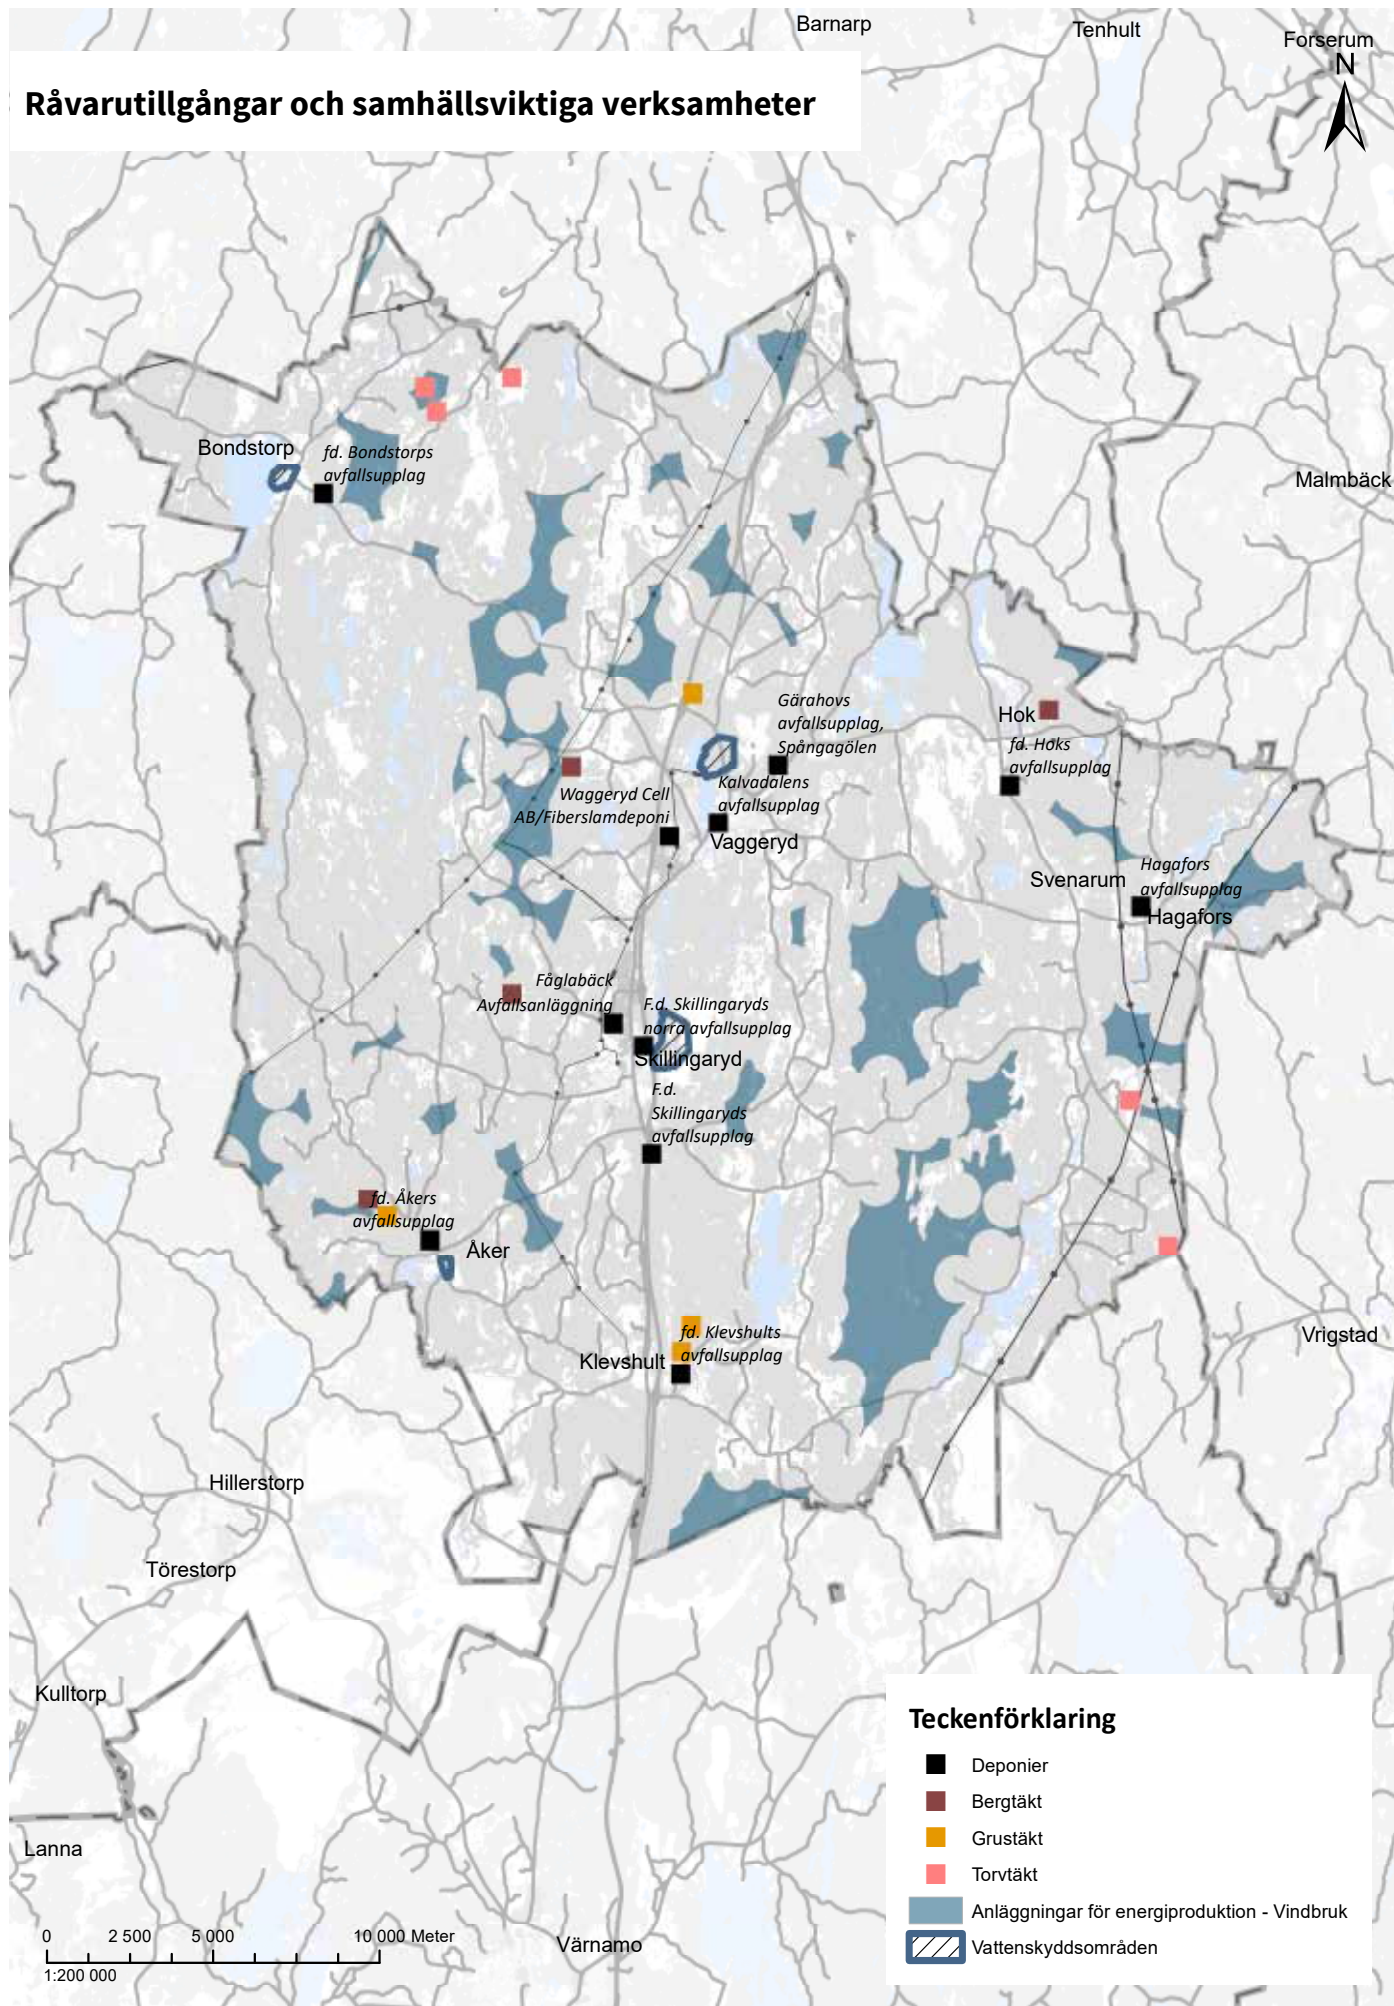 Barnarp
Tenhult
Forserum
N
Råvarutillgångar och samhällsviktiga verksamheter
Bondstorp
fd. Bondstorps
avfallsupplag
Malmbäck
Gärahovs
avfallsupplag,
Spångagölen
Hok
fd. Hoks
avfallsupplag
Kalvadalens
avfallsupplag
Waggeryd Cell
AB/Fiberslamdeponi
Vaggeryd
Svenarum
Hagafors
avfallsupplag
Hagafors
Fåglabäck
Avfallsanläggning
F.d. Skillingaryds
norra avfallsupplag
Skillingaryd
F.d.
Skillingaryds
avfallsupplag
fd. Åkers
avfallsupplag
Åker
fd. Klevshults
avfallsupplag
Klevshult
Vrigstad
Hillerstorp
Törestorp
Kulltorp
Lanna
Värnamo
Teckenförklaring
Deponier
Bergtäkt
Grustäkt
Torvtäkt
Anläggningar för energiproduktion - Vindbruk
Vattenskyddsområden
0 2 500 5 000 10 000 Meter
1:200 000